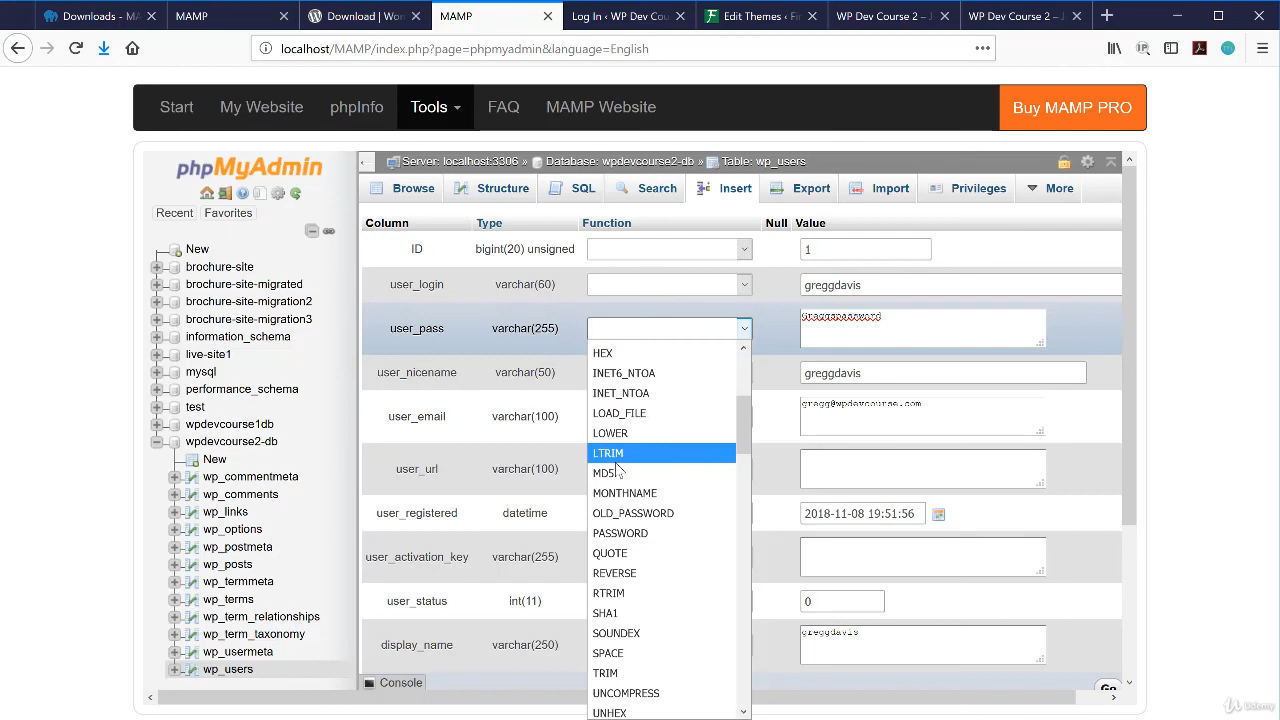 Downloads - MA
MAMP
Download | Wor
MAMP
Log In ‹ WP Dev Cou
Edit Themes ‹ Fi
WP Dev Course 2 – J
WP Dev Course 2 – J
localhost/MAMP/index.php?page=phpmyadmin&language=English
Start
My Website
phpInfo
Tools
FAQ
MAMP Website
Buy MAMP PRO
phpMyAdmin
Server: localhost:3306 » Database: wpdevcourse2-db » Table: wp_users
Browse
Structure
SQL
Search
Insert
Export
Import
Privileges
More
Recent
Favorites
New
brochure-site
brochure-site-migrated
brochure-site-migration2
brochure-site-migration3
information_schema
live-site1
mysql
performance_schema
test
wpdevcourse1db
wpdevcourse2-db
New
wp_commentmeta
wp_comments
wp_links
wp_options
wp_postmeta
wp_posts
wp_termmeta
wp_terms
wp_term_relationships
wp_term_taxonomy
wp_usermeta
wp_users
Column Type Function Null Value
ID bigint(20) unsigned 1
user_login varchar(60) greggdavis
user_pass varchar(255) Greggspassword
user_nicename varchar(50) greggdavis
user_email varchar(100) gregg@wpdevcourse.com
user_url varchar(100)
user_registered datetime 2018-11-08 19:51:56
user_activation_key varchar(255)
user_status int(11) 0
display_name varchar(250) greggdavis
HEX
INET6_NTOA
INET_NTOA
LOAD_FILE
LOWER
LTRIM
MD5
MONTHNAME
OLD_PASSWORD
PASSWORD
QUOTE
REVERSE
RTRIM
SHA1
SOUNDEX
SPACE
TRIM
UNCOMPRESS
UNHEX
Console
Go
Udemy